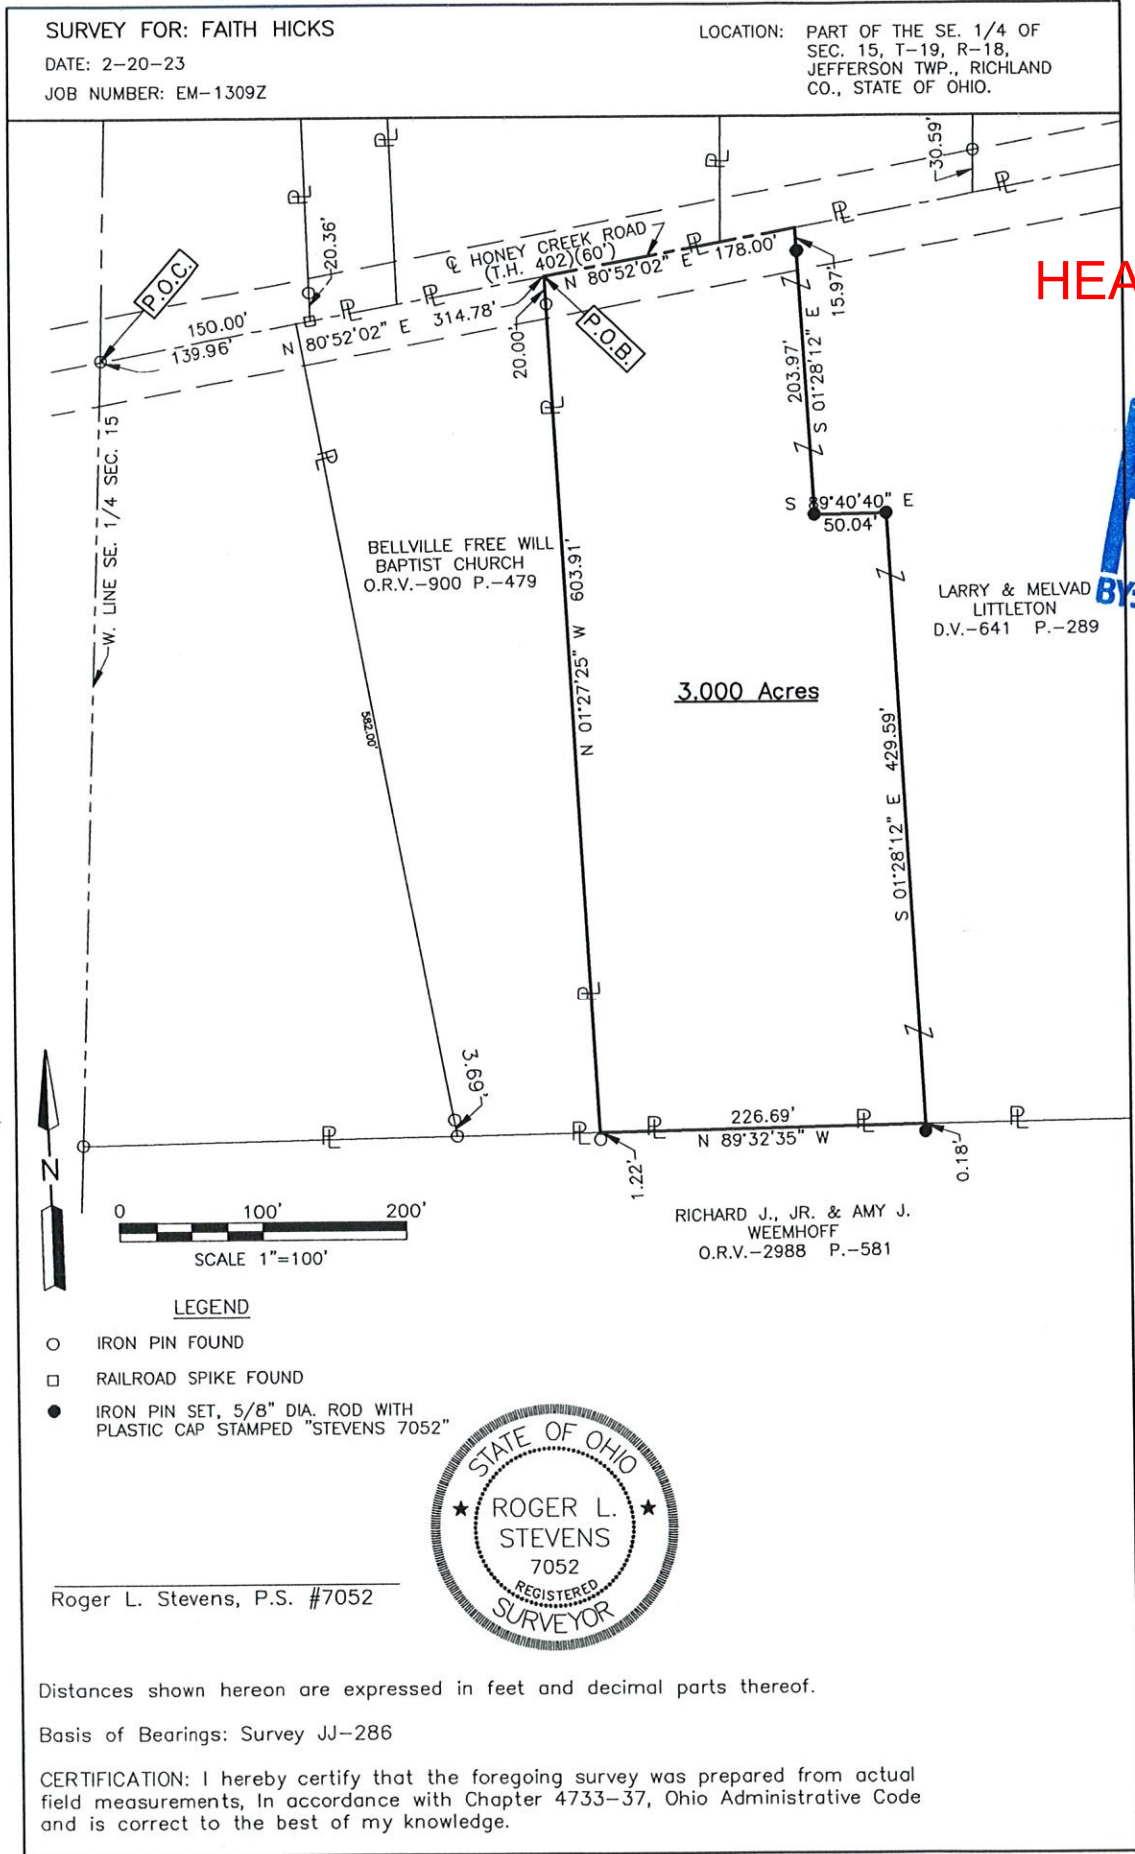 SURVEY FOR: FAITH HICKS
DATE: 2-20-23
JOB NUMBER: EM-1309Z
LOCATION: PART OF THE SE. 1/4 OF
SEC. 15, T-19, R-18,
JEFFERSON TWP., RICHLAND
CO., STATE OF OHIO.
30.59'
20.36'
℄ HONEY CREEK ROAD
(T.H. 402)(60')
N 80°52'02" E 178.00'
15.97'
HEA
P.O.C.
150.00'
139.96'
N 80°52'02" E 314.78'
20.00'
P.O.B.
203.97'
S 01°28'12" E
W. LINE SE. 1/4 SEC. 15
S 89°40'40" E
50.04'
BELLVILLE FREE WILL
BAPTIST CHURCH
O.R.V.-900 P.-479
N 01°27'25" W 603.91'
LARRY & MELVAD
LITTLETON
D.V.-641 P.-289
BY:
3.000 Acres
582.00'
S 01°28'12" E 429.59'
3.69'
226.69'
N 89°32'35" W
1.22'
0.18'
N
RICHARD J., JR. & AMY J.
WEEMHOFF
O.R.V.-2988 P.-581
0 100' 200'
SCALE 1"=100'
LEGEND
IRON PIN FOUND
RAILROAD SPIKE FOUND
IRON PIN SET, 5/8" DIA. ROD WITH
PLASTIC CAP STAMPED "STEVENS 7052"
STATE OF OHIO
ROGER L.
STEVENS
7052
REGISTERED
SURVEYOR
Roger L. Stevens, P.S. #7052
Distances shown hereon are expressed in feet and decimal parts thereof.
Basis of Bearings: Survey JJ-286
CERTIFICATION: I hereby certify that the foregoing survey was prepared from actual
field measurements, In accordance with Chapter 4733-37, Ohio Administrative Code
and is correct to the best of my knowledge.